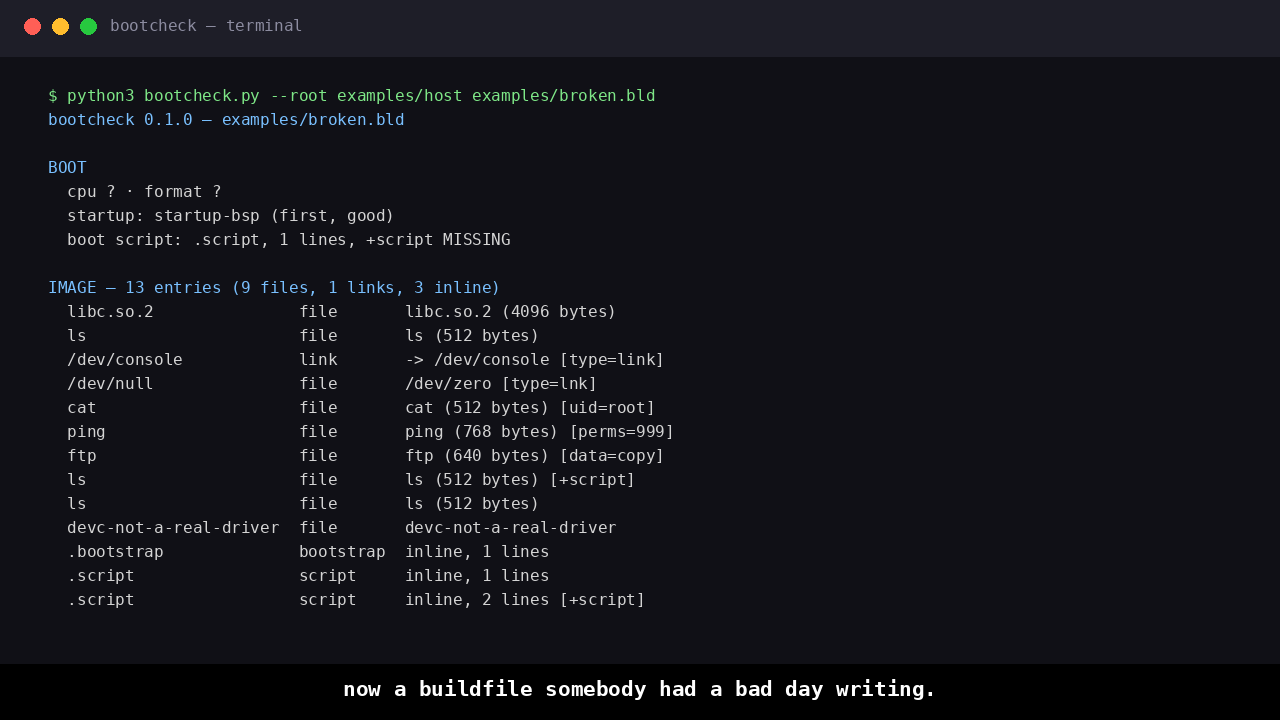 bootcheck — terminal
$ python3 bootcheck.py --root examples/host examples/broken.bld
bootcheck 0.1.0 — examples/broken.bld
BOOT
cpu ? · format ?
startup: startup-bsp (first, good)
boot script: .script, 1 lines, +script MISSING
IMAGE — 13 entries (9 files, 1 links, 3 inline)
libc.so.2 file libc.so.2 (4096 bytes)
ls file ls (512 bytes)
/dev/console link -> /dev/console [type=link]
/dev/null file /dev/zero [type=lnk]
cat file cat (512 bytes) [uid=root]
ping file ping (768 bytes) [perms=999]
ftp file ftp (640 bytes) [data=copy]
ls file ls (512 bytes) [+script]
ls file ls (512 bytes)
devc-not-a-real-driver file devc-not-a-real-driver
.bootstrap bootstrap inline, 1 lines
.script script inline, 1 lines
.script script inline, 2 lines [+script]
now a buildfile somebody had a bad day writing.